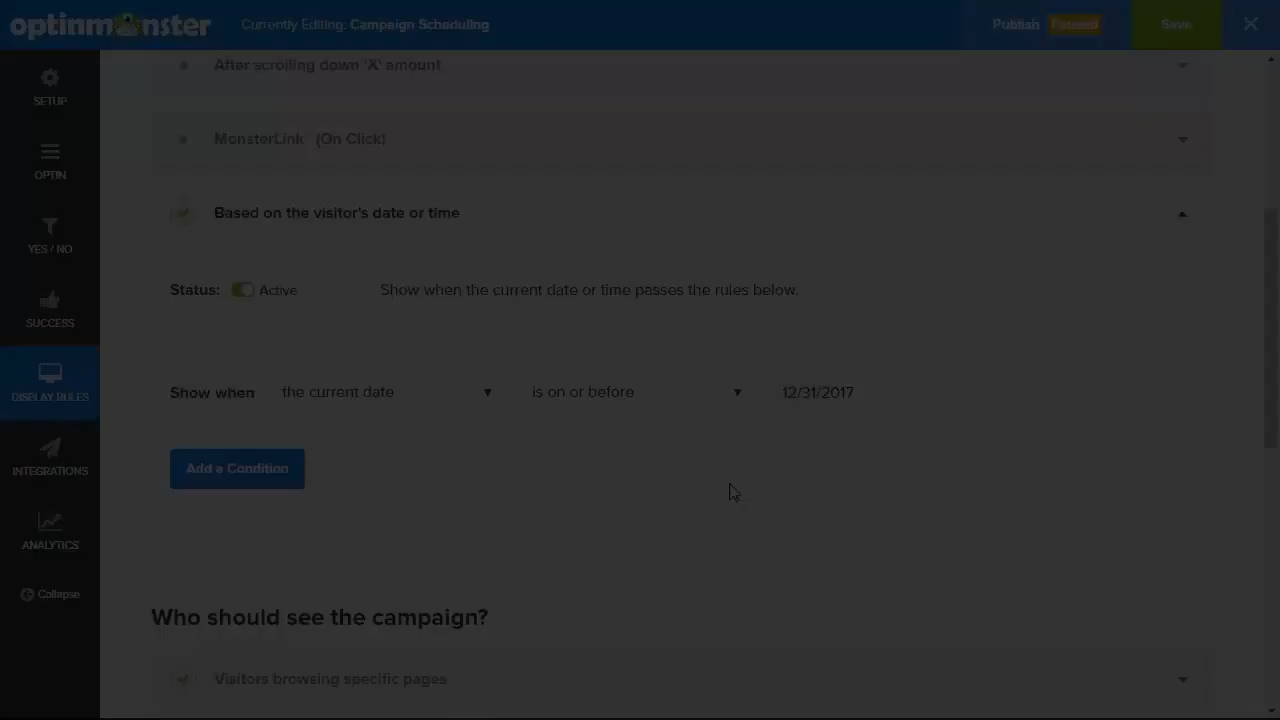 optinmonster Currently Editing: Campaign Scheduling Publish Paused Save
After scrolling down 'X' amount
SETUP
MonsterLink (On Click)
OPTIN
Based on the visitor's date or time
YES / NO
Status: Active Show when the current date or time passes the rules below.
SUCCESS
Show when the current date is on or before 12/31/2017
DISPLAY RULES
Add a Condition
INTEGRATIONS
ANALYTICS
Collapse
Who should see the campaign?
Visitors browsing specific pages